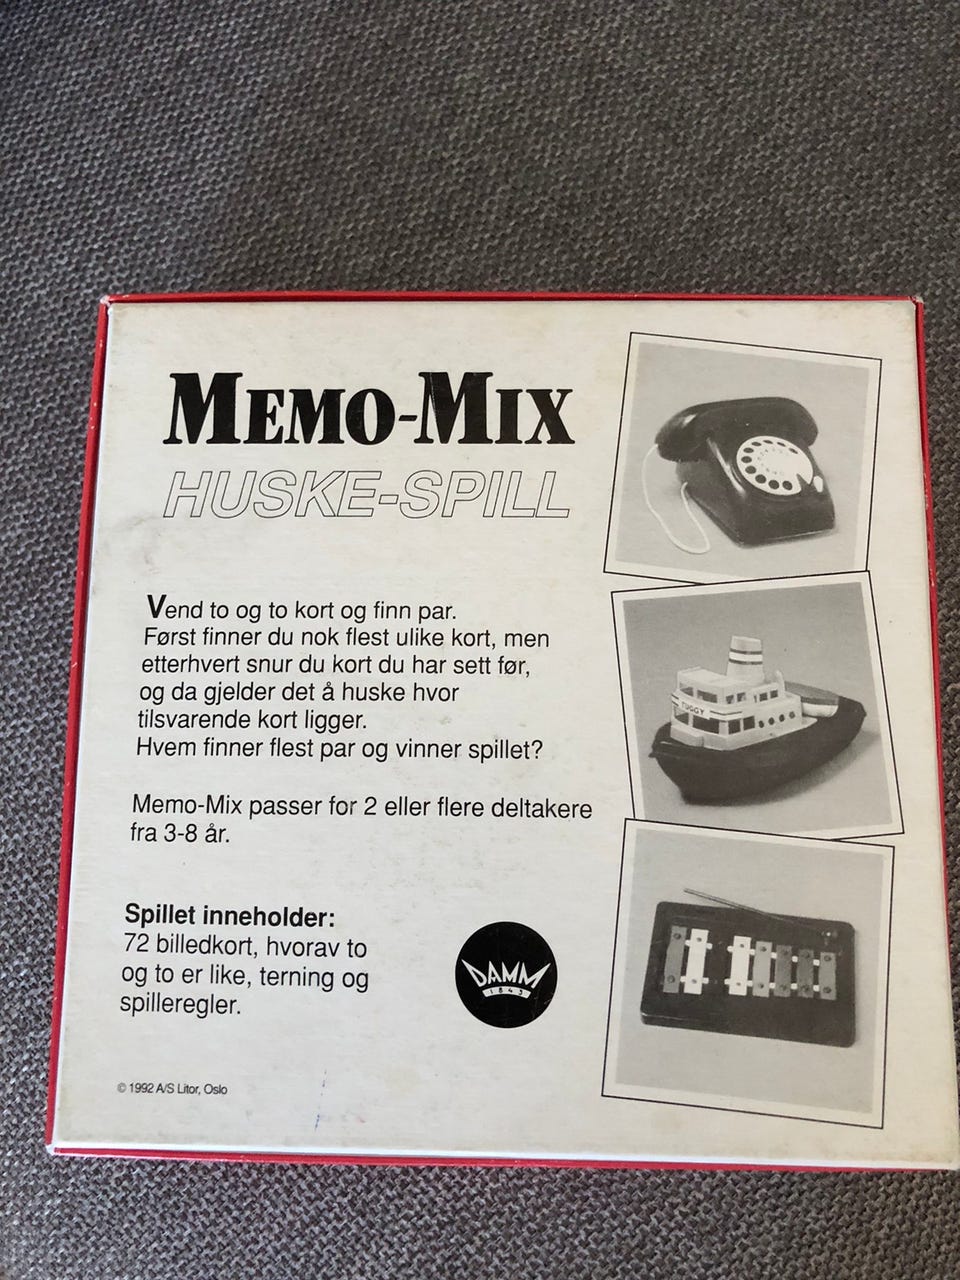 MEMO-MIX
HUSKE-SPILL
Vend to og to kort og finn par.
Først finner du nok flest ulike kort, men
etterhvert snur du kort du har sett før,
og da gjelder det å huske hvor
tilsvarende kort ligger.
Hvem finner flest par og vinner spillet?
Memo-Mix passer for 2 eller flere deltakere
fra 3-8 år.
Spillet inneholder:
72 billedkort, hvorav to
og to er like, terning og
spilleregler.
DAMM
1843
© 1992 A/S Litor, Oslo
TUGGY